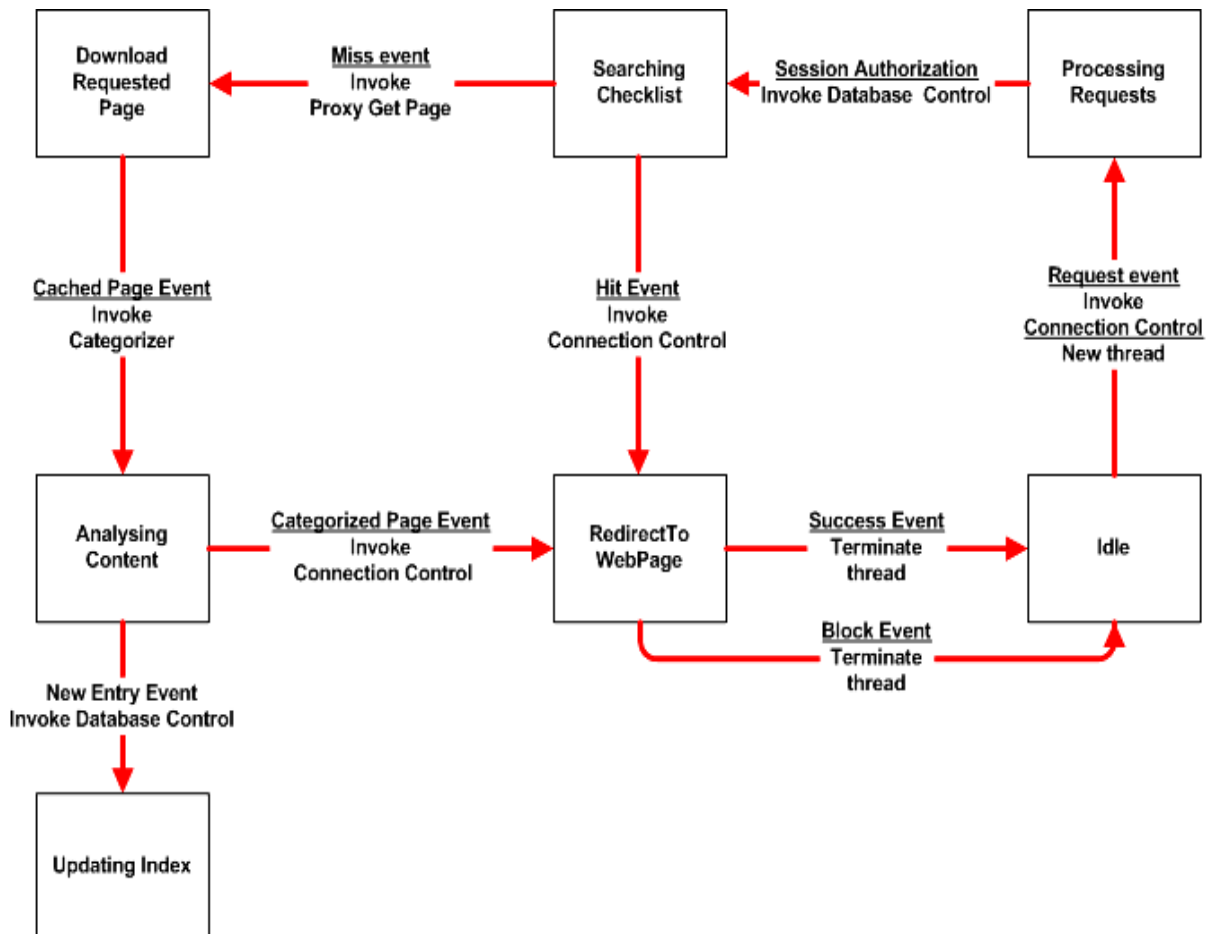 Download
Requested
Page
Miss event
Invoke
Proxy Get Page
Searching
Checklist
Session Authorization
Invoke Database Control
Processing
Requests
Cached Page Event
Invoke
Categorizer
Hit Event
Invoke
Connection Control
Request event
Invoke
Connection Control
New thread
Analysing
Content
Categorized Page Event
Invoke
Connection Control
RedirectTo
WebPage
Success Event
Terminate
thread
Idle
Block Event
Terminate
thread
New Entry Event
Invoke Database Control
Updating Index